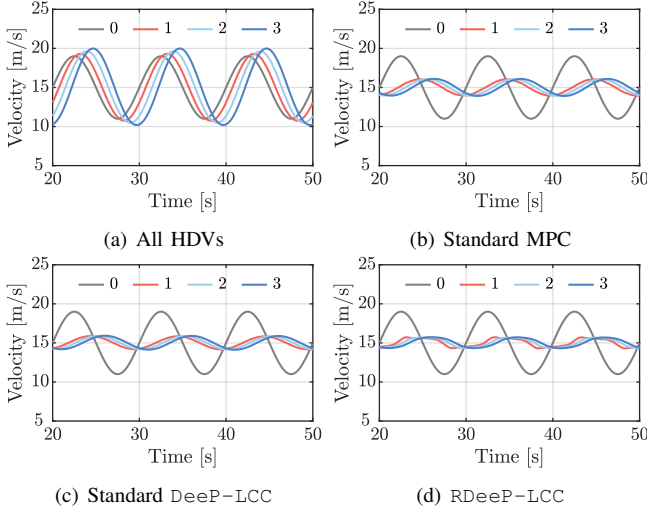 25
20
15
10
5
Velocity [m/s]
0 1 2 3
20 30 40 50
Time [s]
(a) All HDVs
25
20
15
10
5
Velocity [m/s]
0 1 2 3
20 30 40 50
Time [s]
(b) Standard MPC
25
20
15
10
5
Velocity [m/s]
0 1 2 3
20 30 40 50
Time [s]
(c) Standard DeeP-LCC
25
20
15
10
5
Velocity [m/s]
0 1 2 3
20 30 40 50
Time [s]
(d) RDeeP-LCC